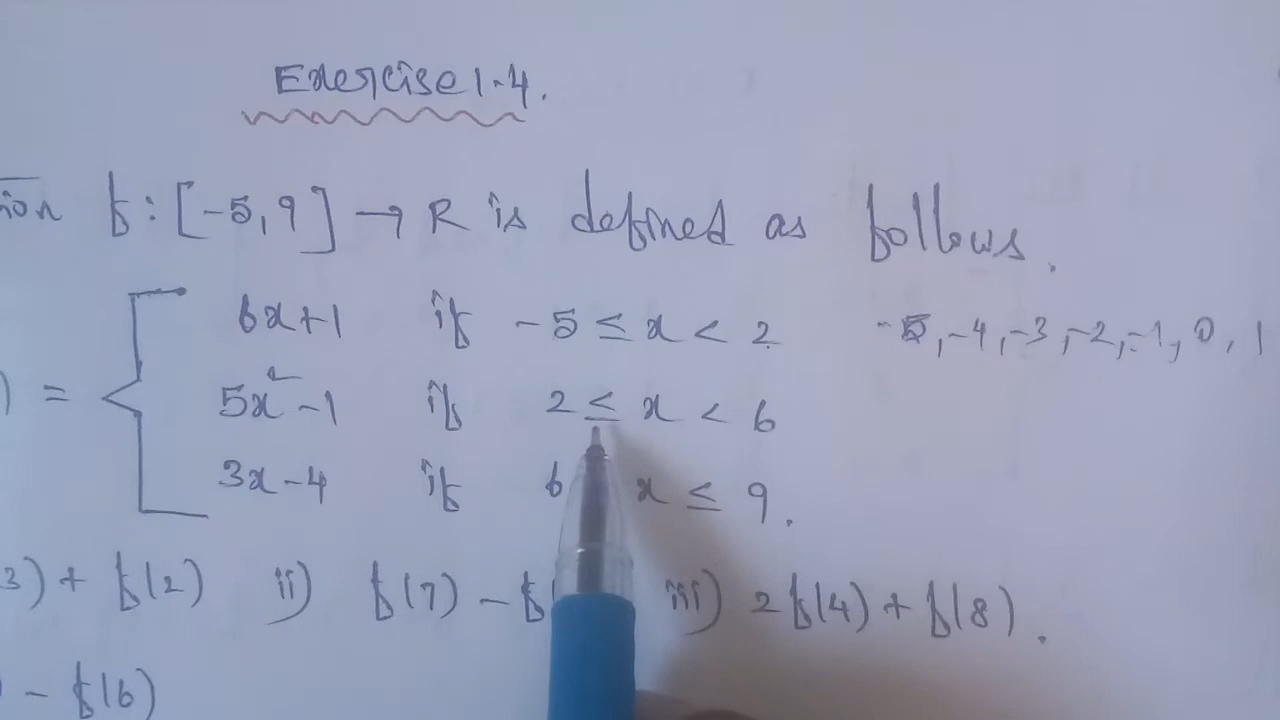 Exercise 1.4.
f : [-5, 9] → R is defined as follows.
6x+1 if -5 ≤ x < 2 -5, -4, -3, -2, -1, 0, 1
) = 5x² - 1 if 2 ≤ x < 6
3x - 4 if 6 x ≤ 9.
3) + f(2) ii) f(7) - f( iii) 2f(4) + f(8).
- f(6)